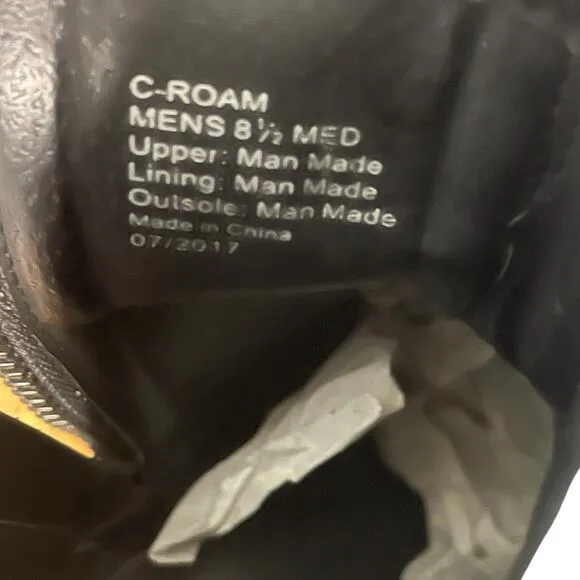 C-ROAM
MENS 8½ MED
Upper: Man Made
Lining: Man Made
Outsole: Man Made
Made in China
07/2017